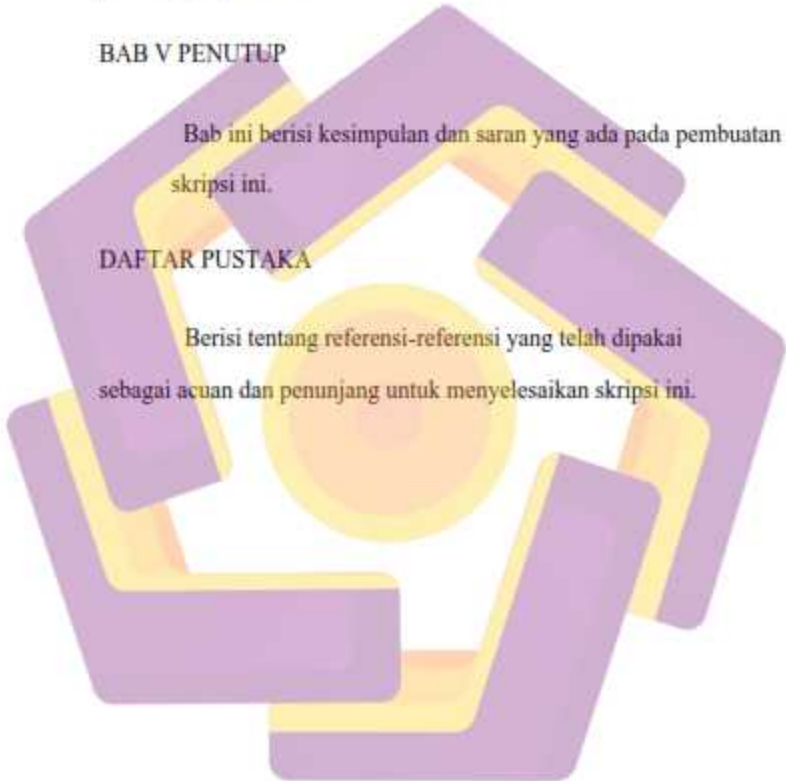 BAB V PENUTUP
Bab ini berisi kesimpulan dan saran yang ada pada pembuatan
skripsi ini.
DAFTAR PUSTAKA
Berisi tentang referensi-referensi yang telah dipakai
sebagai acuan dan penunjang untuk menyelesaikan skripsi ini.